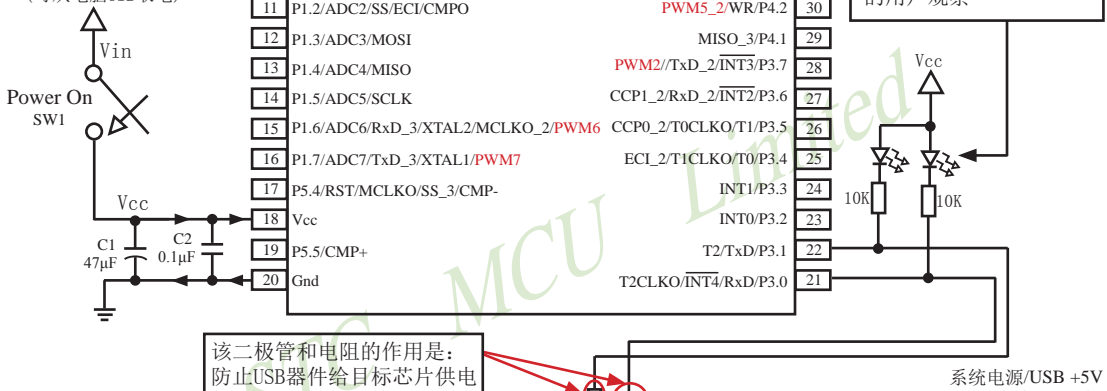 11 P1.2/ADC2/SS/ECI/CMPO
PWM5_2/WR/P4.2 30
12 P1.3/ADC3/MOSI
MISO_3/P4.1 29
Vin
13 P1.4/ADC4/MISO
PWM2//TxD_2/INT3/P3.7 28
Vcc
Power On
SW1
14 P1.5/ADC5/SCLK
CCP1_2/RxD_2/INT2/P3.6 27
15 P1.6/ADC6/RxD_3/XTAL2/MCLKO_2/PWM6
CCP0_2/T0CLKO/T1/P3.5 26
16 P1.7/ADC7/TxD_3/XTAL1/PWM7
ECI_2/T1CLKO/T0/P3.4 25
17 P5.4/RST/MCLKO/SS_3/CMP-
INT1/P3.3 24
10K
10K
Vcc
18 Vcc
INT0/P3.2 23
C1
47μF
C2
0.1μF
19 P5.5/CMP+
T2/TxD/P3.1 22
20 Gnd
T2CLKO/INT4/RxD/P3.0 21
STC MCU Limited
该二极管和电阻的作用是：
防止USB器件给目标芯片供电
系统电源/USB +5V